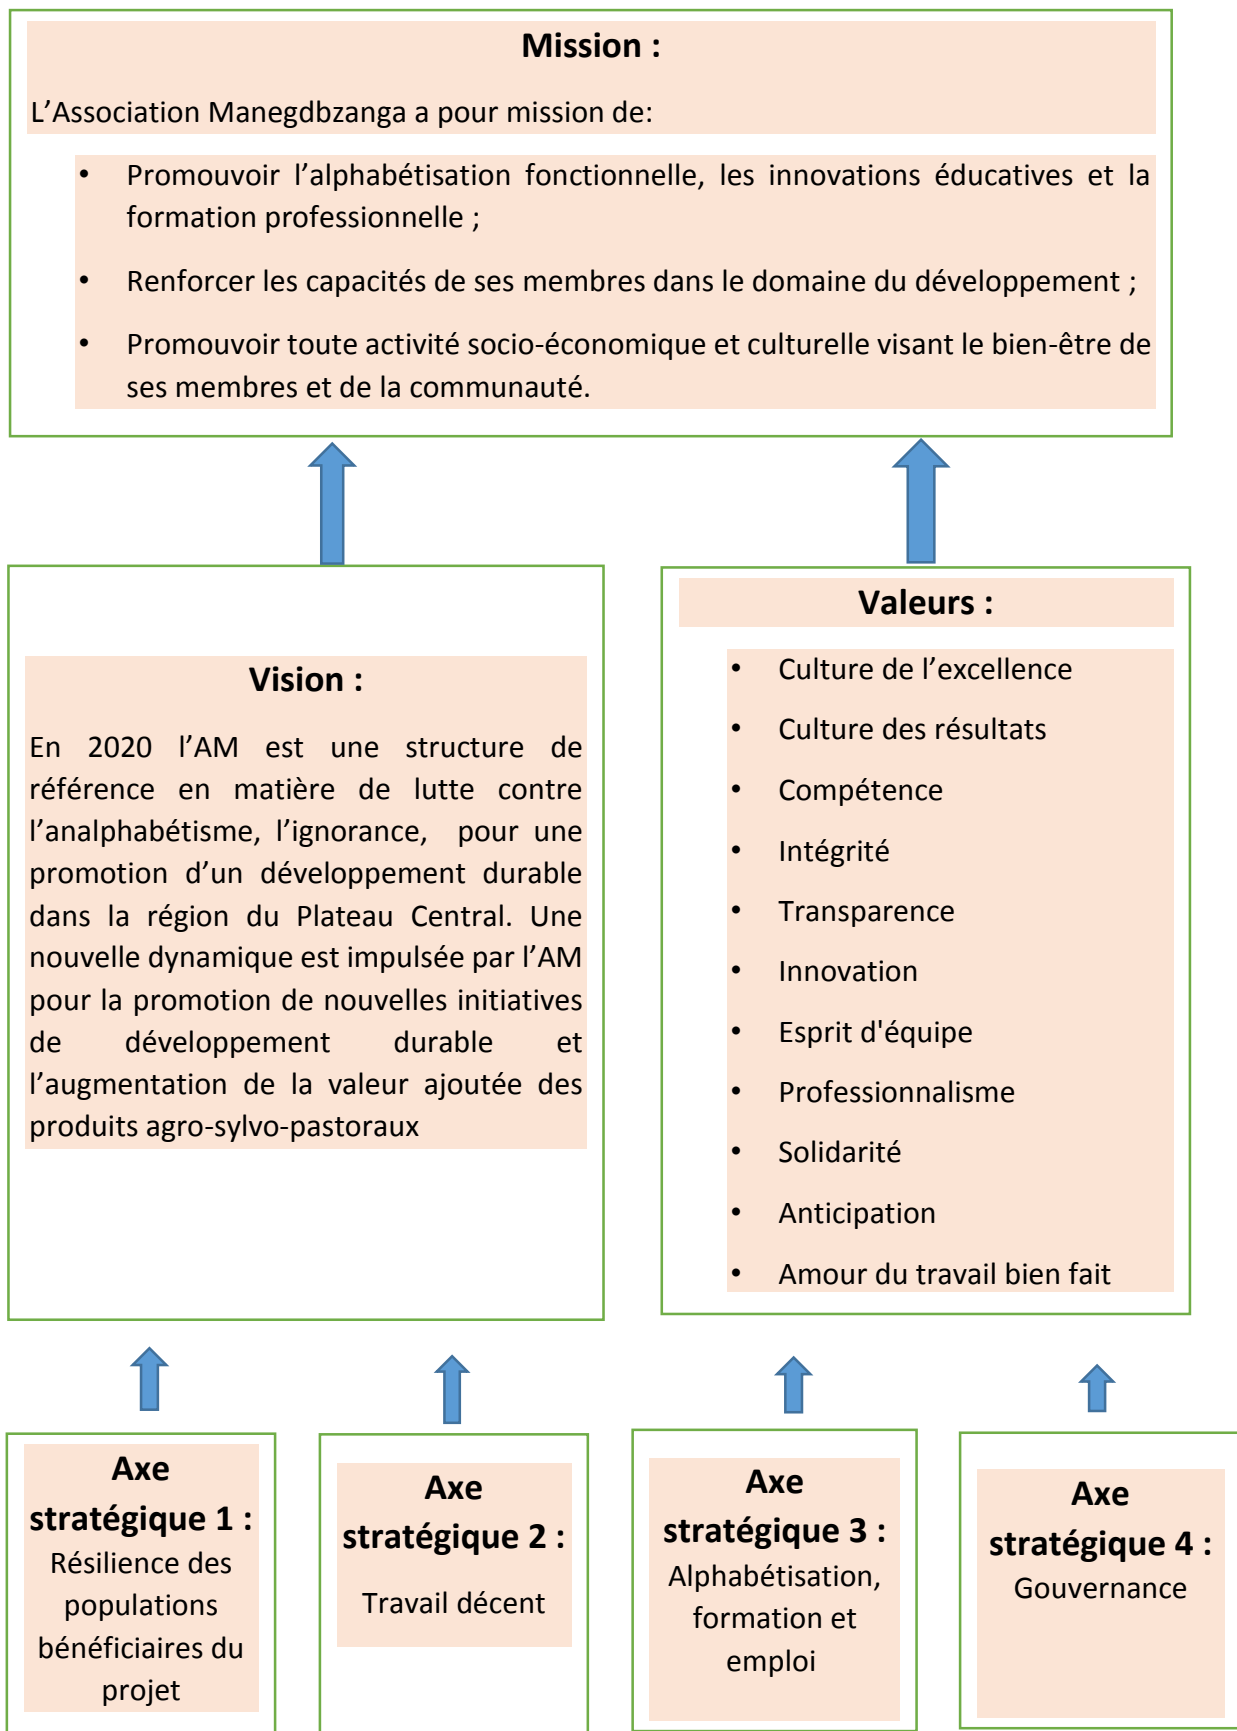 Mission :
L’Association Manegdbzanga a pour mission de:
• Promouvoir l’alphabétisation fonctionnelle, les innovations éducatives et la
formation professionnelle ;
• Renforcer les capacités de ses membres dans le domaine du développement ;
• Promouvoir toute activité socio-économique et culturelle visant le bien-être de
ses membres et de la communauté.
Vision :
En 2020 l’AM est une structure de
référence en matière de lutte contre
l’analphabétisme, l’ignorance, pour une
promotion d’un développement durable
dans la région du Plateau Central. Une
nouvelle dynamique est impulsée par l’AM
pour la promotion de nouvelles initiatives
de développement durable et
l’augmentation de la valeur ajoutée des
produits agro-sylvo-pastoraux
Valeurs :
• Culture de l’excellence
• Culture des résultats
• Compétence
• Intégrité
• Transparence
• Innovation
• Esprit d'équipe
• Professionnalisme
• Solidarité
• Anticipation
• Amour du travail bien fait
Axe
stratégique 1 :
Résilience des
populations
bénéficiaires du
projet
Axe
stratégique 2 :
Travail décent
Axe
stratégique 3 :
Alphabétisation,
formation et
emploi
Axe
stratégique 4 :
Gouvernance